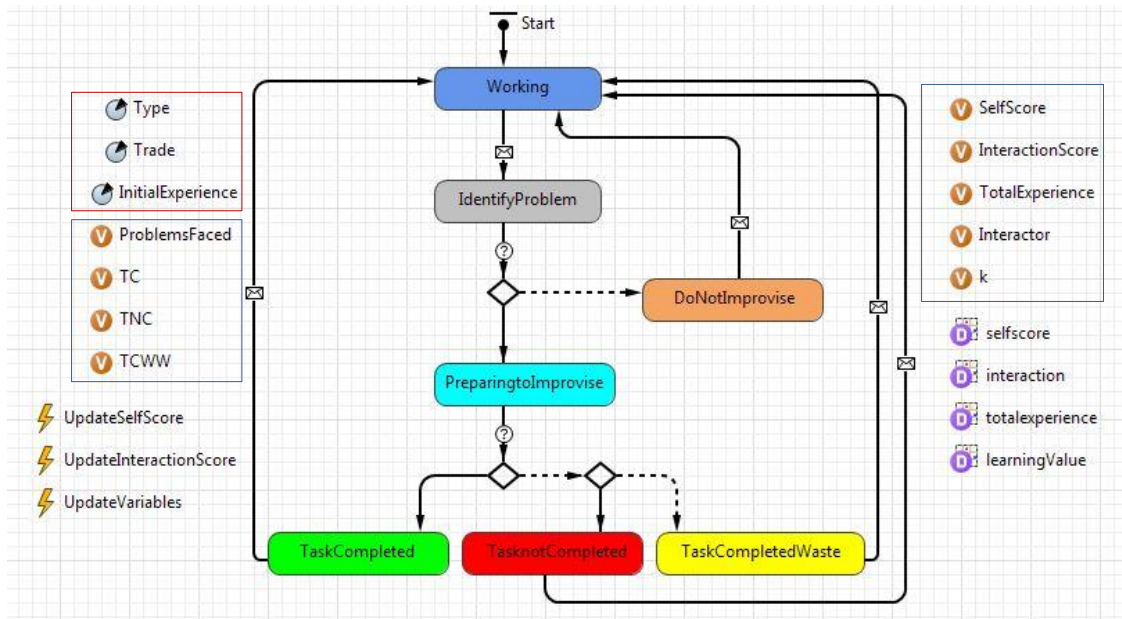 Start
Working
Type
Trade
InitialExperience
ProblemsFaced
TC
TNC
TCWW
UpdateSelfScore
UpdateInteractionScore
UpdateVariables
IdentifyProblem
?
DoNotImprovise
PreparingtoImprovise
?
TaskCompleted
TasknotCompleted
TaskCompletedWaste
V SelfScore
V InteractionScore
V TotalExperience
V Interactor
V k
D selfscore
D interaction
D totalexperience
D learningValue